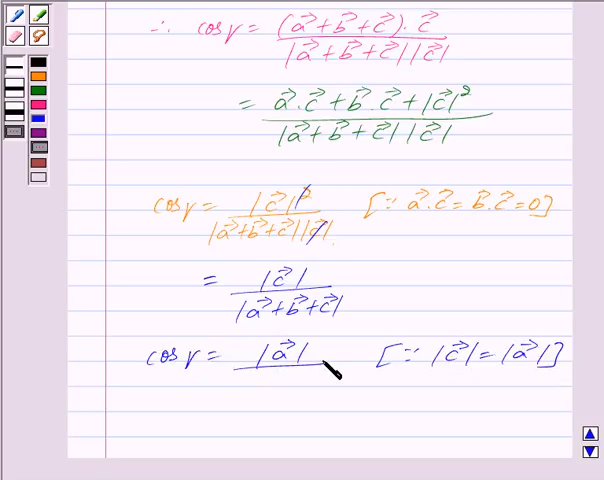 ∴ cos γ = (a⃗ + b⃗ + c⃗) . c⃗ / |a⃗ + b⃗ + c⃗| |c⃗|
= a⃗ . c⃗ + b⃗ . c⃗ + |c⃗|² / |a⃗ + b⃗ + c⃗| |c⃗|
cos γ = |c⃗|² / |a⃗ + b⃗ + c⃗| |c⃗| [∵ a⃗ . c⃗ = b⃗ . c⃗ = 0]
= |c⃗| / |a⃗ + b⃗ + c⃗|
cos γ = |a⃗| [∵ |c⃗| = |a⃗|]